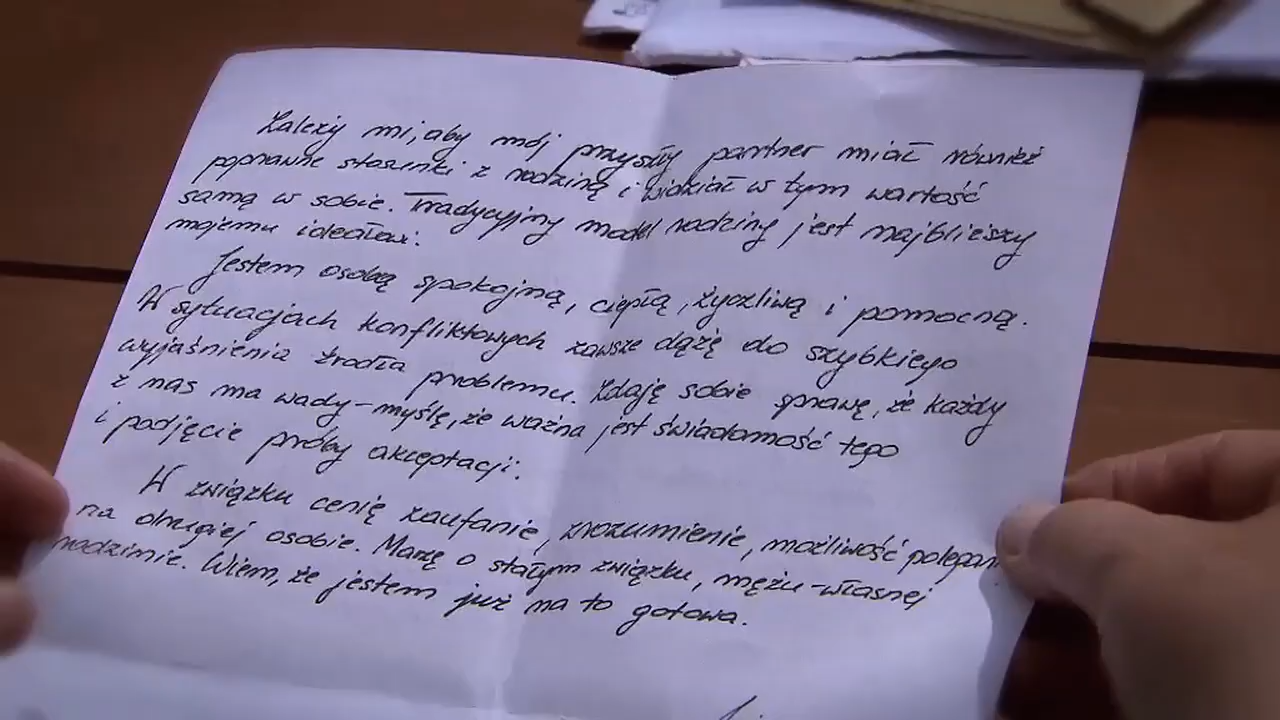 Zależy mi, aby mój przyszły partner miał również
poprawne stosunki z rodziną i widział w tym wartość
samą w sobie. Tradycyjny model rodziny jest najbliższy
mojemu ideałowi.
Jestem osobą spokojną, ciepłą, życzliwą i pomocną.
W sytuacjach konfliktowych zawsze dążę do szybkiego
wyjaśnienia źródła problemu. Zdaję sobie sprawę, że każdy
z nas ma wady - myślę, że ważna jest świadomość tego
i podjęcie próby akceptacji.
W związku cenię zaufanie, zrozumienie, możliwość polegan
na drugiej osobie. Marzę o stałym związku, mężu - własnej
rodzinie. Wiem, że jestem już na to gotowa.